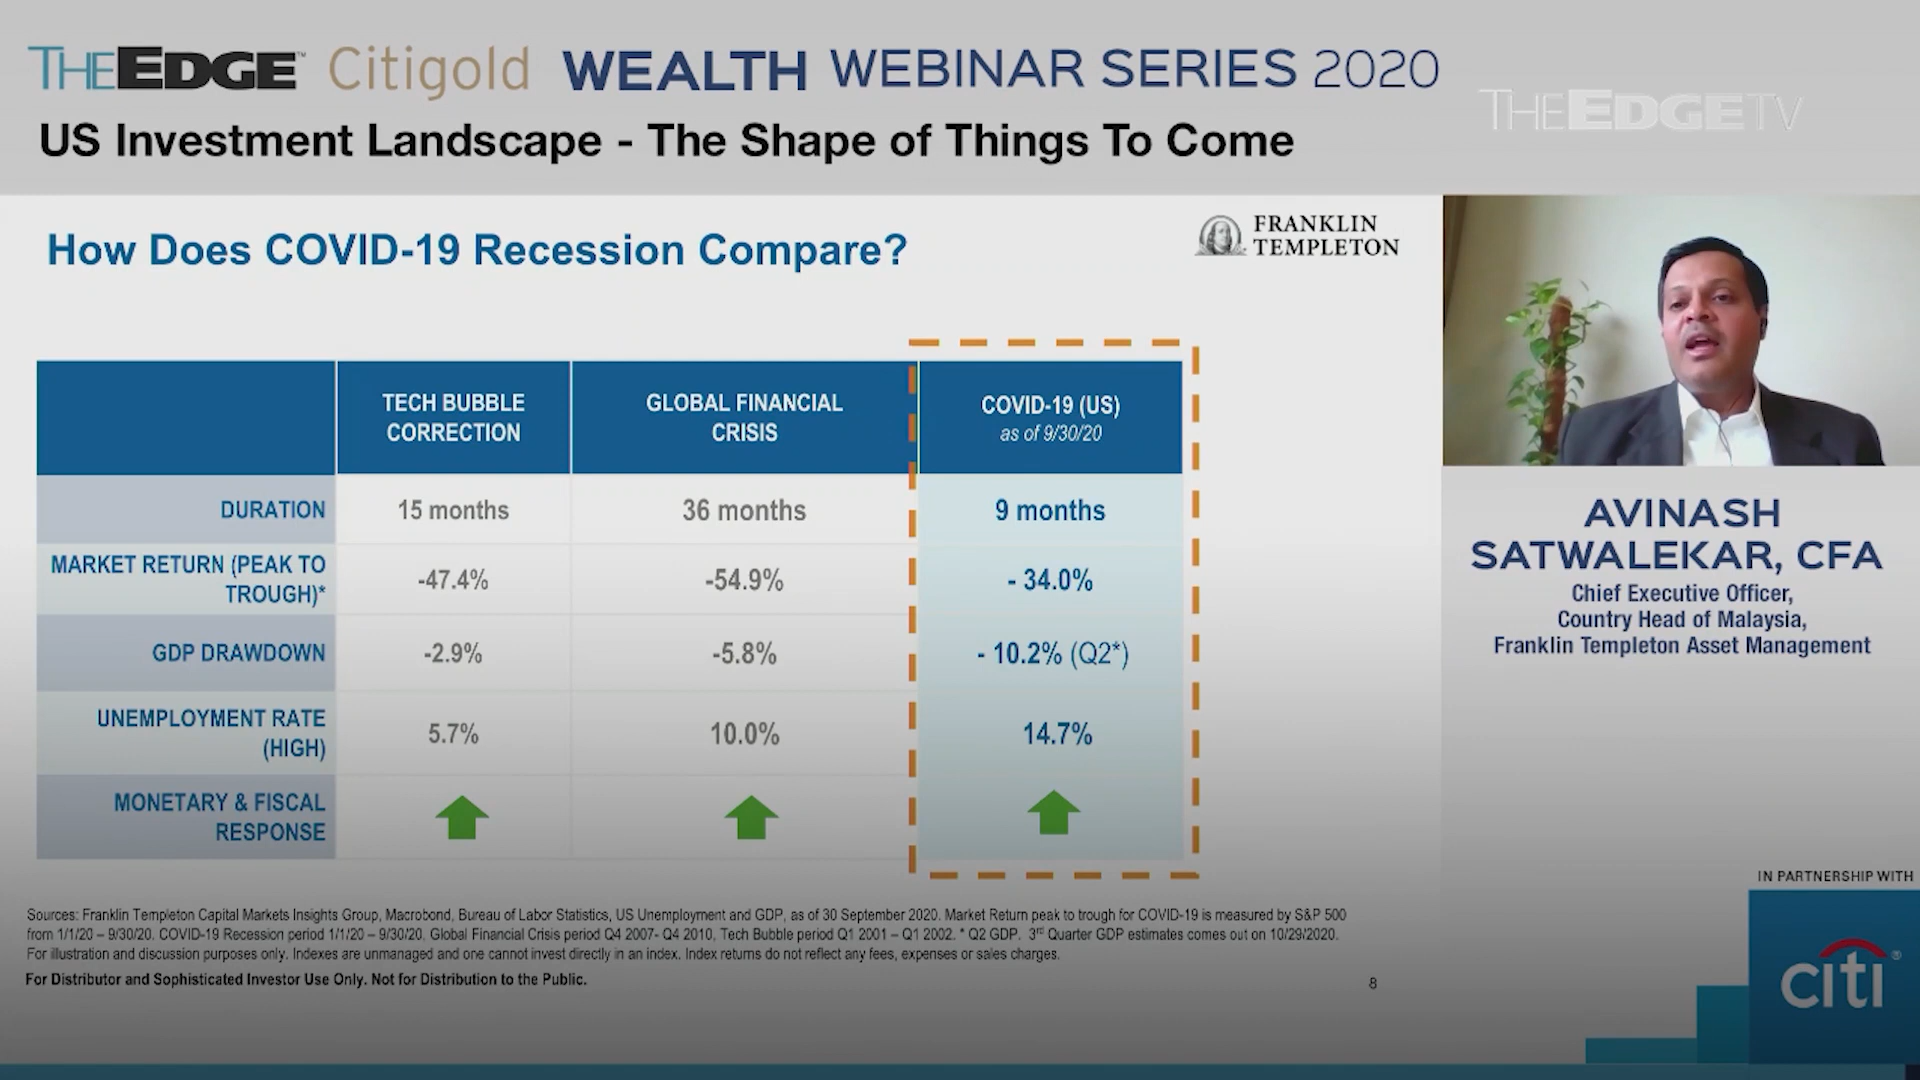 THEEDGE™ Citigold WEALTH WEBINAR SERIES 2020
THEEDGETV
US Investment Landscape - The Shape of Things To Come
How Does COVID-19 Recession Compare?
FRANKLIN
TEMPLETON
TECH BUBBLE
CORRECTION
GLOBAL FINANCIAL
CRISIS
COVID-19 (US)
as of 9/30/20
DURATION
15 months
36 months
9 months
MARKET RETURN (PEAK TO
TROUGH)*
-47.4%
-54.9%
- 34.0%
GDP DRAWDOWN
-2.9%
-5.8%
- 10.2% (Q2*)
UNEMPLOYMENT RATE
(HIGH)
5.7%
10.0%
14.7%
MONETARY & FISCAL
RESPONSE
Sources: Franklin Templeton Capital Markets Insights Group, Macrobond, Bureau of Labor Statistics, US Unemployment and GDP, as of 30 September 2020. Market Return peak to trough for COVID-19 is measured by S&P 500
from 1/1/20 – 9/30/20. COVID-19 Recession period 1/1/20 – 9/30/20, Global Financial Crisis period Q4 2007- Q4 2010, Tech Bubble period Q1 2001 – Q1 2002. * Q2 GDP. 3rd Quarter GDP estimates comes out on 10/29/2020.
For illustration and discussion purposes only. Indexes are unmanaged and one cannot invest directly in an index. Index returns do not reflect any fees, expenses or sales charges.
For Distributor and Sophisticated Investor Use Only. Not for Distribution to the Public.
8
AVINASH
SATWALEKAR, CFA
Chief Executive Officer,
Country Head of Malaysia,
Franklin Templeton Asset Management
IN PARTNERSHIP WITH
citi®